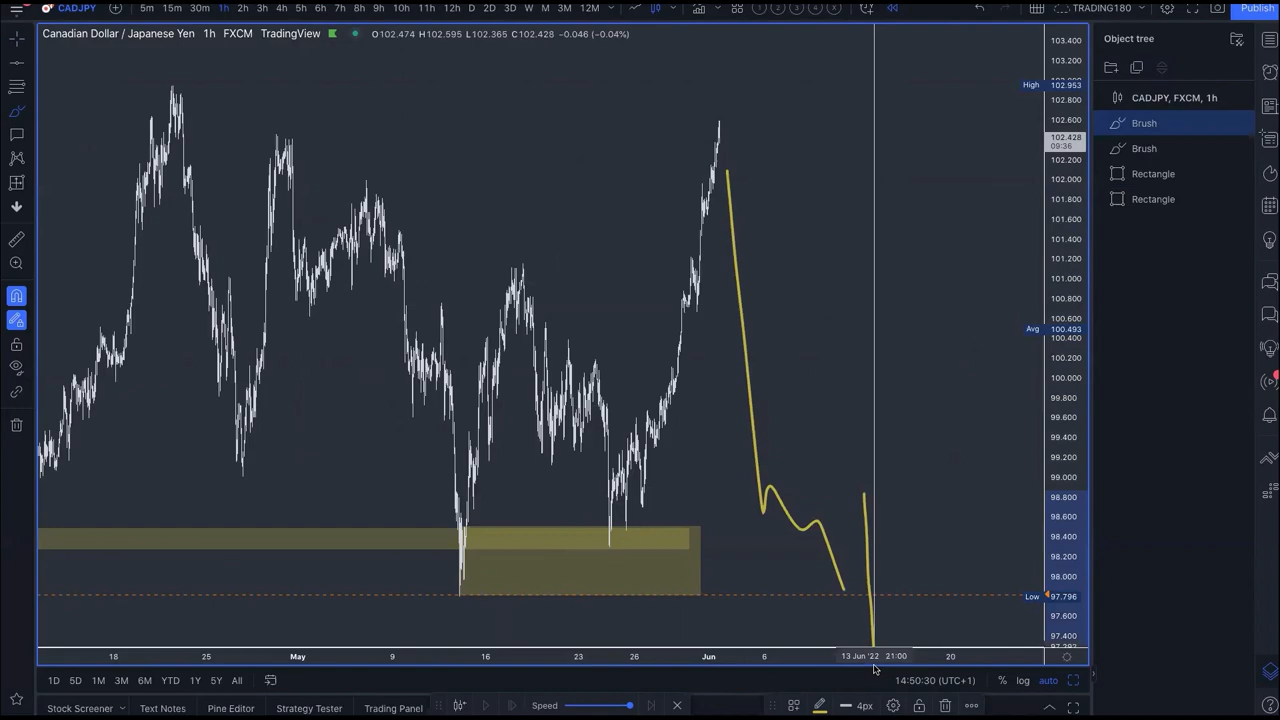 CADJPY 5m 15m 30m 1h 2h 3h 4h 5h 6h 7h 8h 9h 10h 11h 12h D W M 3M 12M TRADING180 Publish
Canadian Dollar / Japanese Yen 1h FXCM TradingView O102.474 H102.595 L102.365 C102.428 -0.046 (-0.04%)
Object tree
CADJPY, FXCM, 1h
Brush
Brush
Rectangle
Rectangle
103.400
103.200
High 102.953
102.800
102.600
102.428
09:36
102.200
102.000
101.800
101.600
101.400
101.200
101.000
100.800
100.600
Avg 100.493
100.400
100.200
100.000
99.800
99.600
99.400
99.200
99.000
98.800
98.600
98.400
98.200
98.000
Low 97.796
97.600
97.400
18 25 May 9 16 23 26 Jun 6 13 Jun '22 21:00 20
1D 5D 1M 3M 6M YTD 1Y 5Y All 14:50:30 (UTC+1) % log auto
Stock Screener Text Notes Pine Editor Strategy Tester Trading Panel Speed 4px